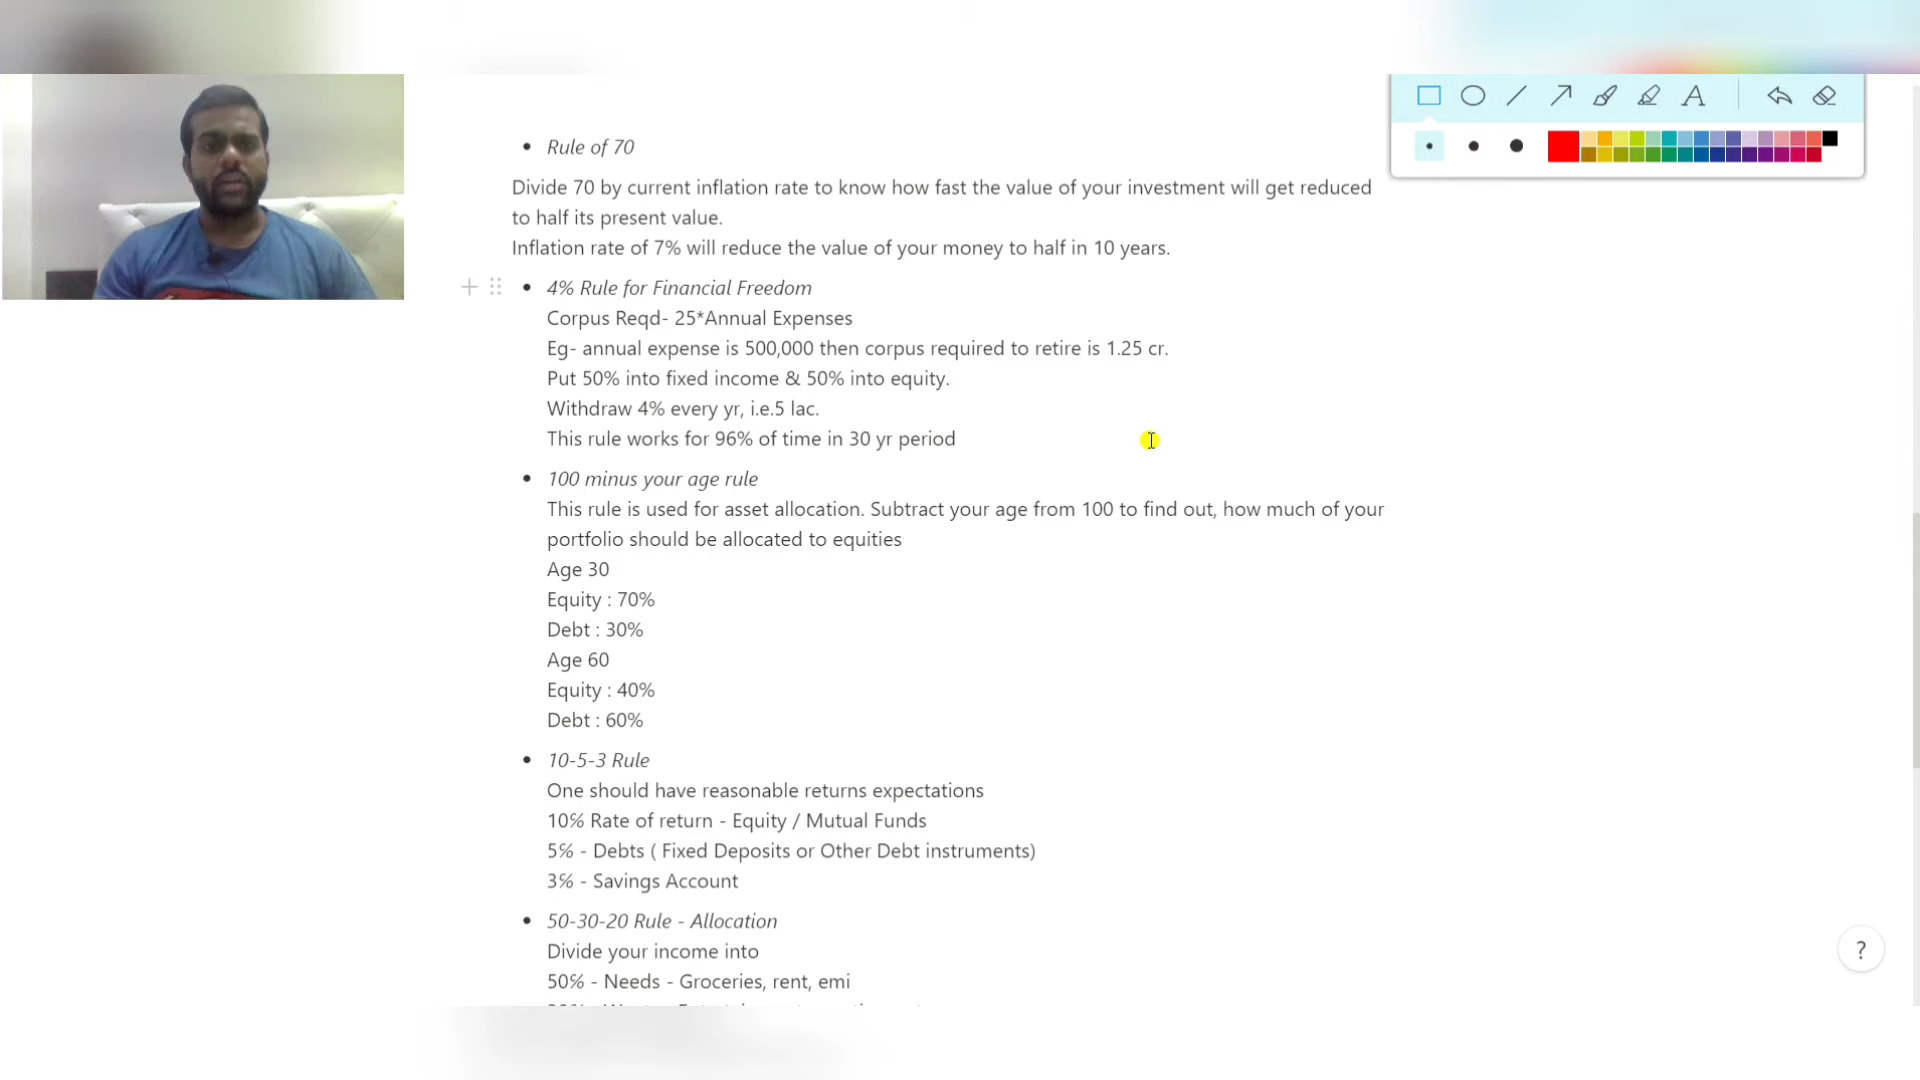 Rule of 70
Divide 70 by current inflation rate to know how fast the value of your investment will get reduced
to half its present value.
Inflation rate of 7% will reduce the value of your money to half in 10 years.
4% Rule for Financial Freedom
Corpus Reqd- 25*Annual Expenses
Eg- annual expense is 500,000 then corpus required to retire is 1.25 cr.
Put 50% into fixed income & 50% into equity.
Withdraw 4% every yr, i.e.5 lac.
This rule works for 96% of time in 30 yr period
100 minus your age rule
This rule is used for asset allocation. Subtract your age from 100 to find out, how much of your
portfolio should be allocated to equities
Age 30
Equity : 70%
Debt : 30%
Age 60
Equity : 40%
Debt : 60%
10-5-3 Rule
One should have reasonable returns expectations
10℅ Rate of return - Equity / Mutual Funds
5℅ - Debts ( Fixed Deposits or Other Debt instruments)
3℅ - Savings Account
50-30-20 Rule - Allocation
Divide your income into
50℅ - Needs - Groceries, rent, emi
A
?